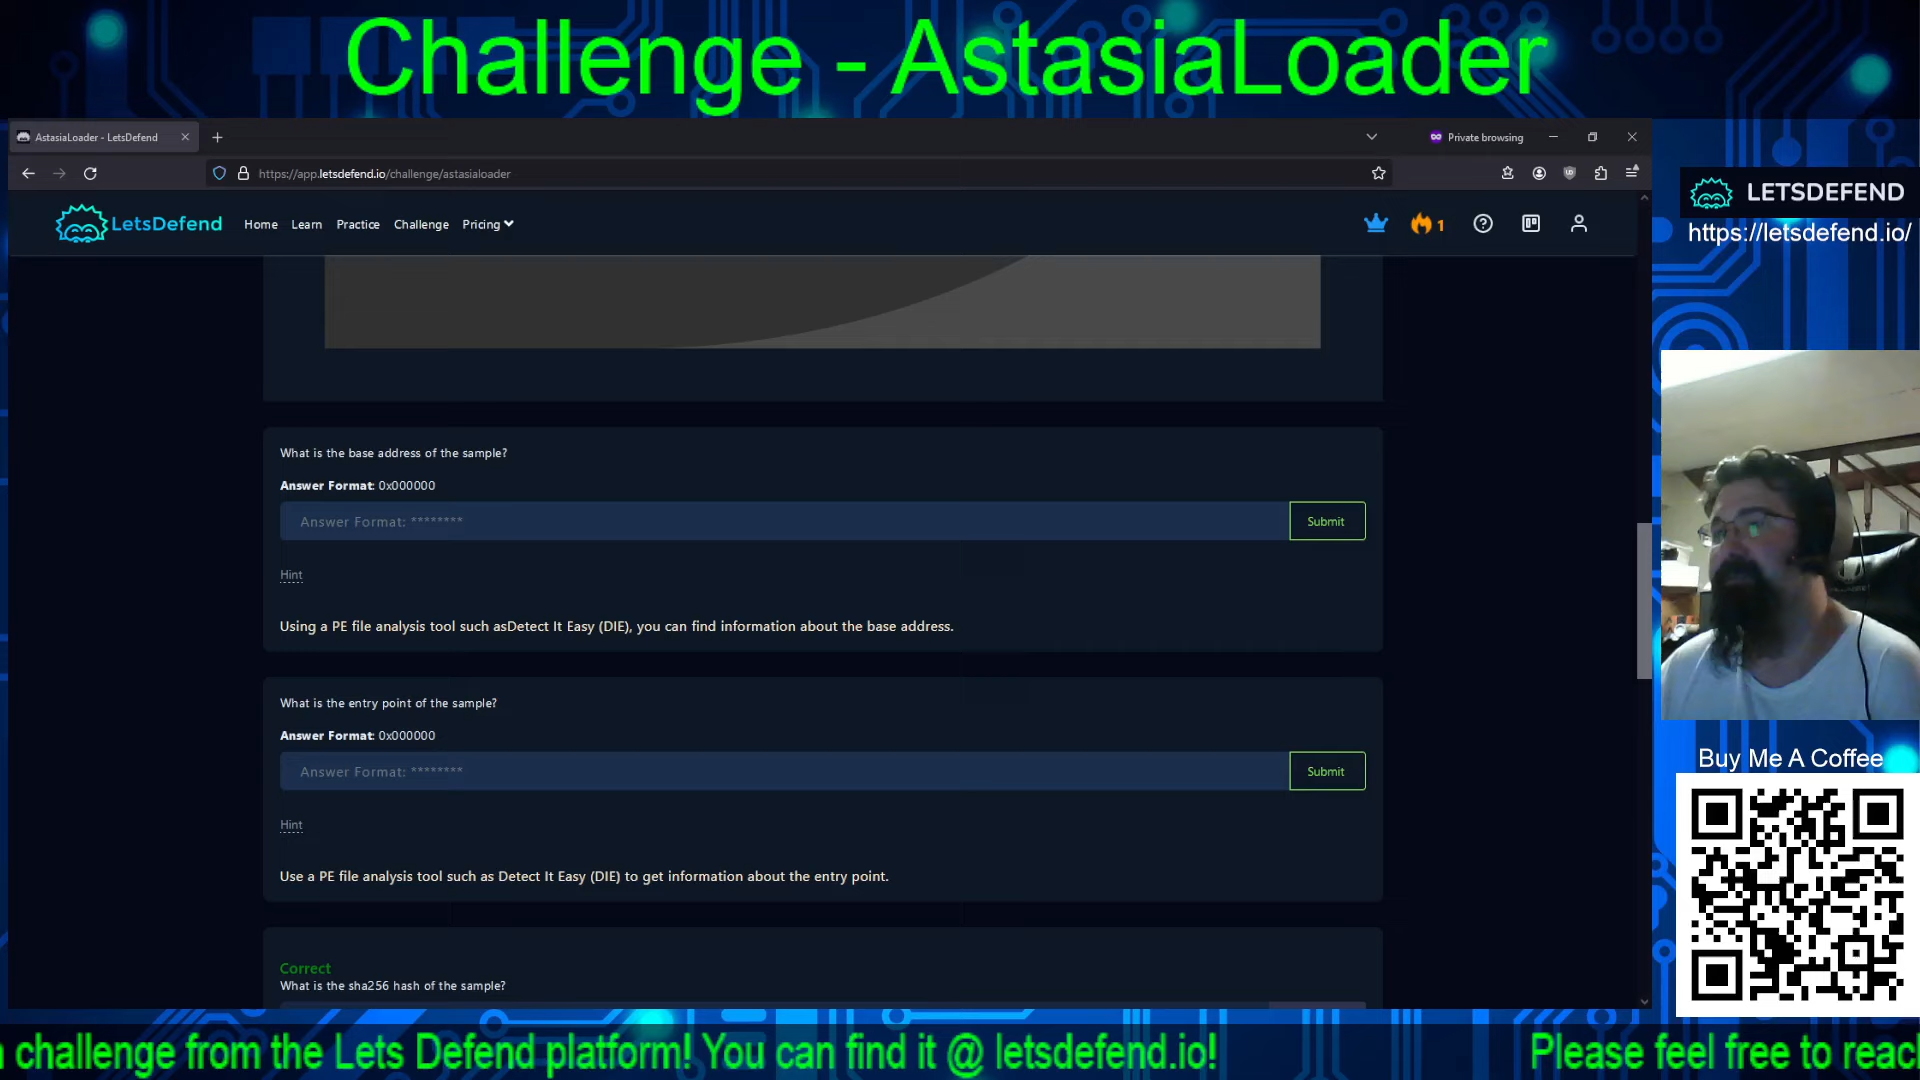 Challenge - AstasiaLoader
AstasiaLoader - LetsDefend
Private browsing
https://app.letsdefend.io/challenge/astasialoader
LetsDefend
Home
Learn
Practice
Challenge
Pricing
1
LETSDEFEND
https://letsdefend.io/
What is the base address of the sample?
Answer Format: 0x000000
Answer Format: ********
Submit
Hint
Using a PE file analysis tool such asDetect It Easy (DIE), you can find information about the base address.
What is the entry point of the sample?
Answer Format: 0x000000
Answer Format: ********
Submit
Hint
Use a PE file analysis tool such as Detect It Easy (DIE) to get information about the entry point.
Correct
What is the sha256 hash of the sample?
Buy Me A Coffee
challenge from the Lets Defend platform! You can find it @ letsdefend.io!
Please feel free to reac